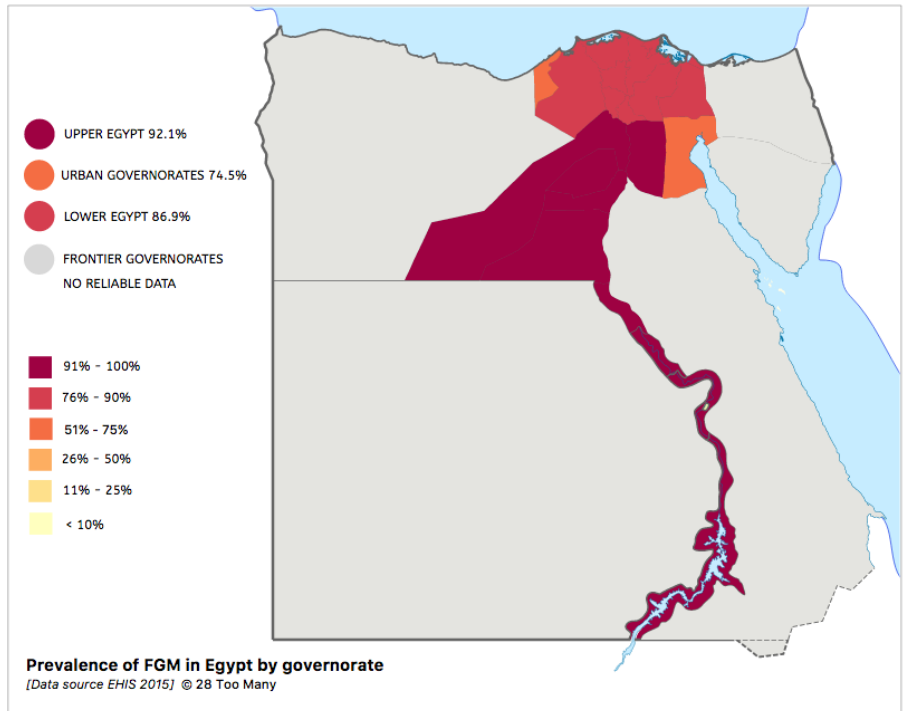 UPPER EGYPT 92.1%
URBAN GOVERNORATES 74.5%
LOWER EGYPT 86.9%
FRONTIER GOVERNORATES
NO RELIABLE DATA
91% - 100%
76% - 90%
51% - 75%
26% - 50%
11% - 25%
< 10%
Prevalence of FGM in Egypt by governorate
[Data source EHIS 2015] © 28 Too Many